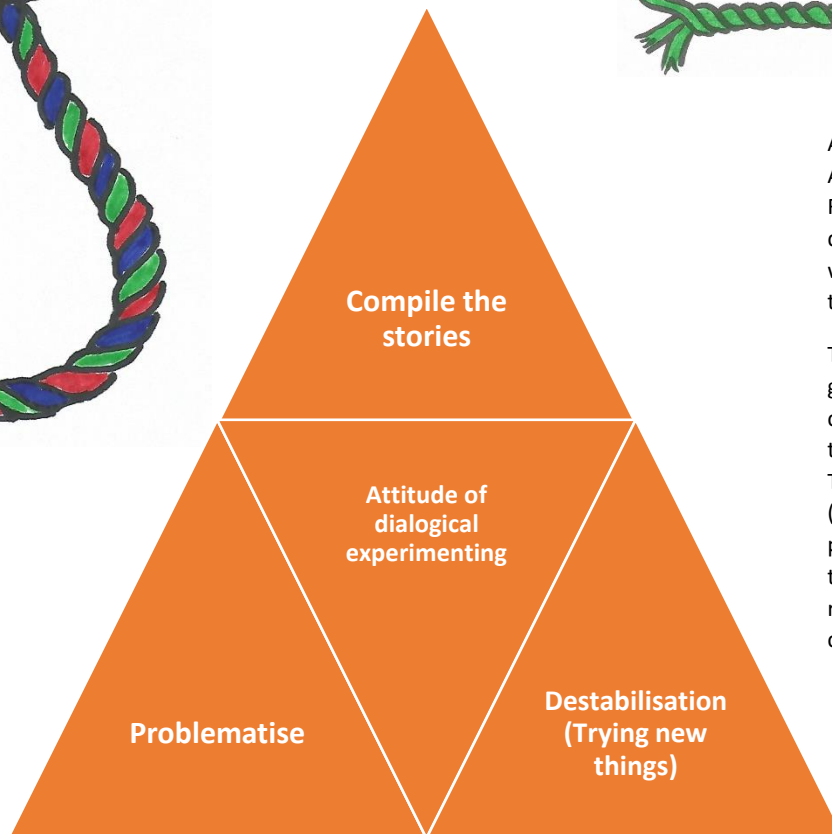 Compile the
stories
Attitude of
dialogical
experimenting
Problematise
Destabilisation
(Trying new
things)